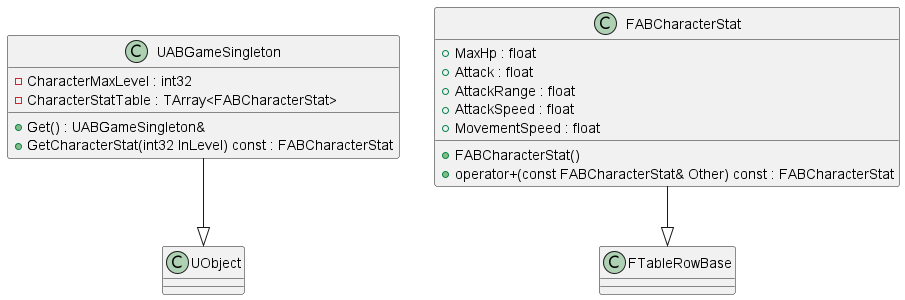 C UABGameSingleton
CharacterMaxLevel : int32
CharacterStatTable : TArray<FABCharacterStat>
Get() : UABGameSingleton&
GetCharacterStat(int32 InLevel) const : FABCharacterStat
C FABCharacterStat
MaxHp : float
Attack : float
AttackRange : float
AttackSpeed : float
MovementSpeed : float
FABCharacterStat()
operator+(const FABCharacterStat& Other) const : FABCharacterStat
C UObject
C FTableRowBase